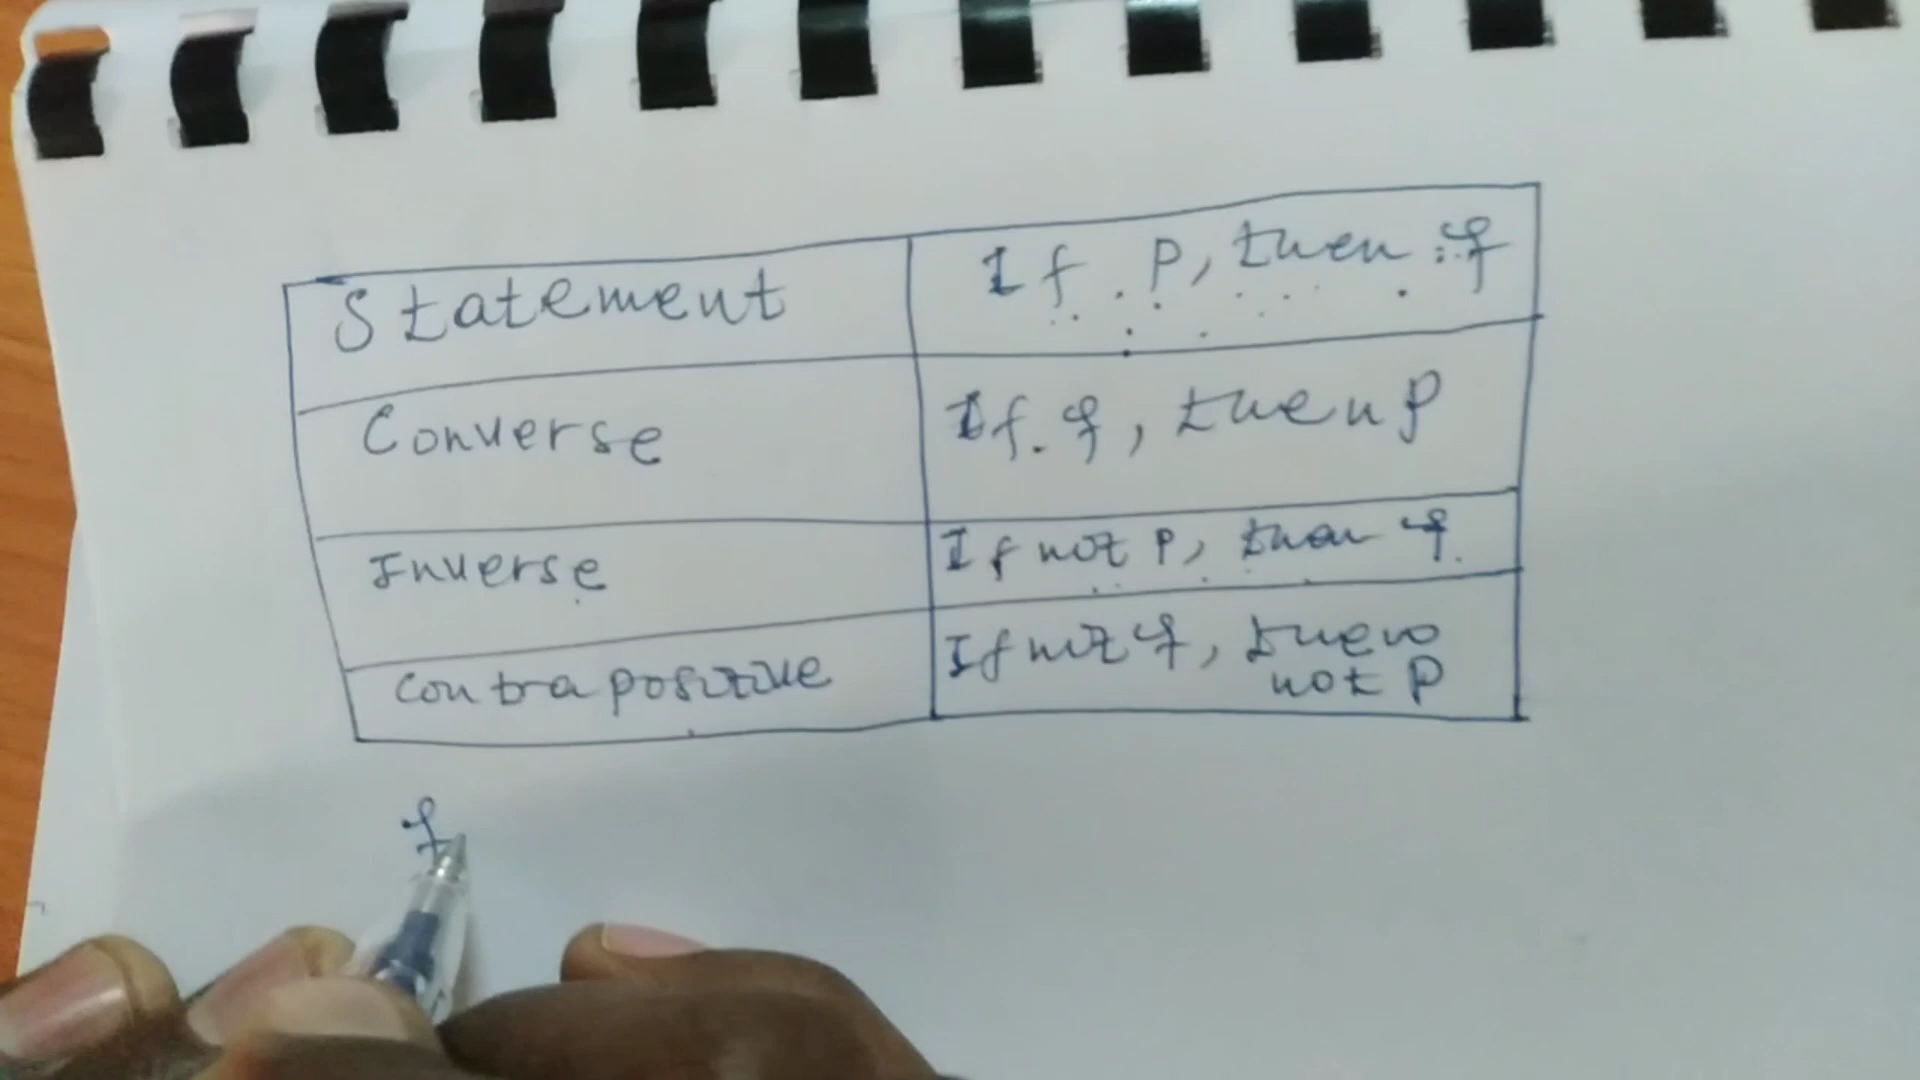 Statement If P, then q
Converse If q, then P
Inverse If not P, then q.
Contrapositive If not q, then
not P
q